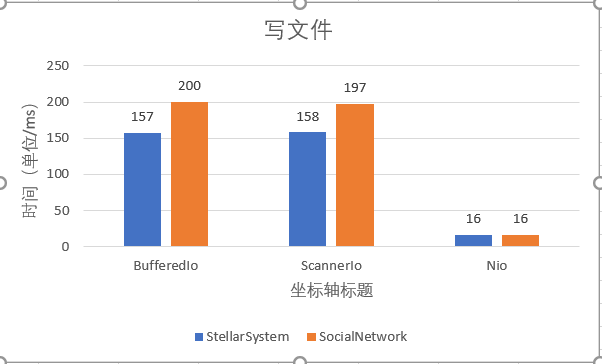 写文件
时间（单位/ms）
250
200
150
100
50
0
157
200
158
197
16
16
BufferedIo
ScannerIo
Nio
坐标轴标题
StellarSystem
SocialNetwork